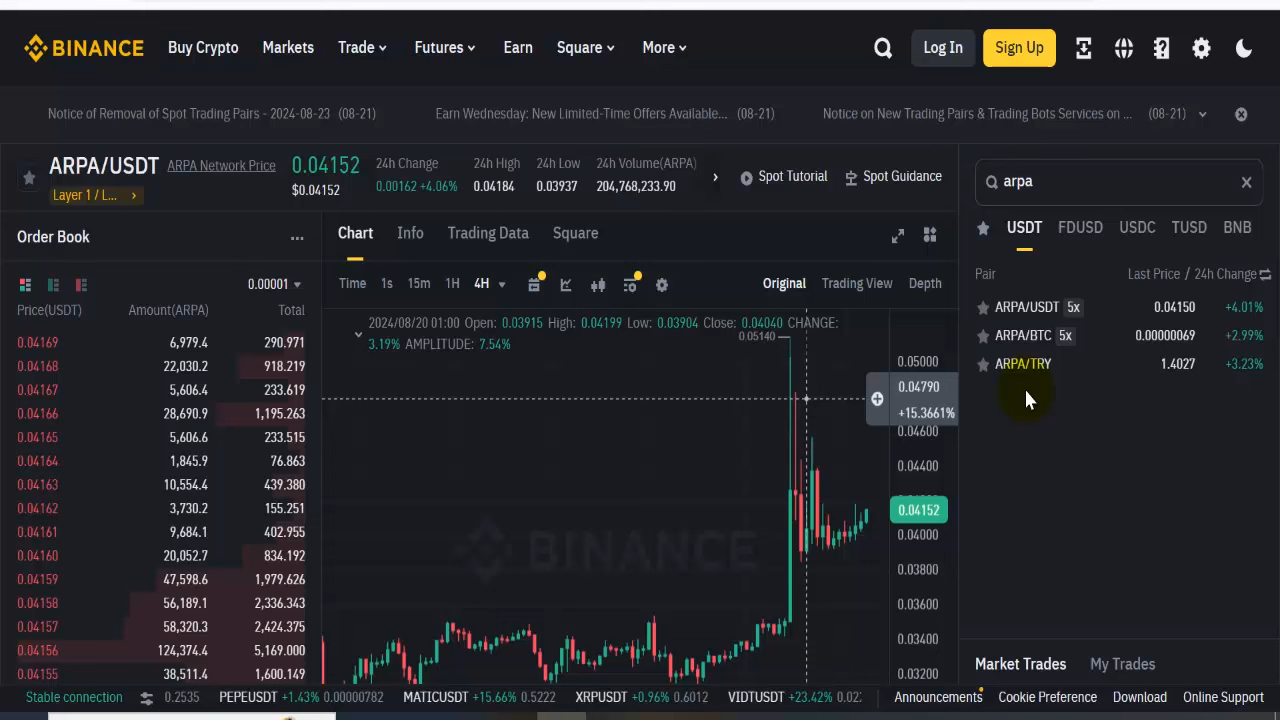 BINANCE Buy Crypto Markets Trade Futures Earn Square More Log In Sign Up
Notice of Removal of Spot Trading Pairs - 2024-08-23 (08-21) Earn Wednesday: New Limited-Time Offers Available... (08-21) Notice on New Trading Pairs & Trading Bots Services on ... (08-21)
ARPA/USDT ARPA Network Price 0.04152 24h Change 24h High 24h Low 24h Volume(ARPA) Spot Tutorial Spot Guidance
Layer 1 / L... $0.04152 0.00162 +4.06% 0.04184 0.03937 204,768,233.90
arpa
USDT FDUSD USDC TUSD BNB
Pair Last Price / 24h Change
ARPA/USDT 5x 0.04150 +4.01%
ARPA/BTC 5x 0.00000069 +2.99%
ARPA/TRY 1.4027 +3.23%
Order Book ...
0.00001
Price(USDT) Amount(ARPA) Total
0.04169 6,979.4 290.971
0.04168 22,030.2 918.219
0.04167 5,606.4 233.619
0.04166 28,690.9 1,195.263
0.04165 5,606.6 233.515
0.04164 1,845.9 76.863
0.04163 10,554.4 439.380
0.04162 3,730.2 155.251
0.04161 9,684.1 402.955
0.04160 20,052.7 834.192
0.04159 47,598.6 1,979.626
0.04158 56,189.1 2,336.343
0.04157 58,320.3 2,424.375
0.04156 124,374.4 5,169.000
0.04155 38,511.4 1,600.149
Chart Info Trading Data Square
Time 1s 15m 1H 4H Original Trading View Depth
2024/08/20 01:00 Open: 0.03915 High: 0.04199 Low: 0.03904 Close: 0.04040 CHANGE:
3.19% AMPLITUDE: 7.54%
0.05140
0.05000
0.04790
+15.3661%
0.04600
0.04400
0.04152
0.04000
0.03800
0.03600
0.03400
0.03200
BINANCE
Market Trades My Trades
Stable connection 0.2535 PEPEUSDT +1.43% 0.00000782 MATICUSDT +15.66% 0.5222 XRPUSDT +0.96% 0.6012 VIDTUSDT +23.42% 0.02 Announcements Cookie Preference Download Online Support